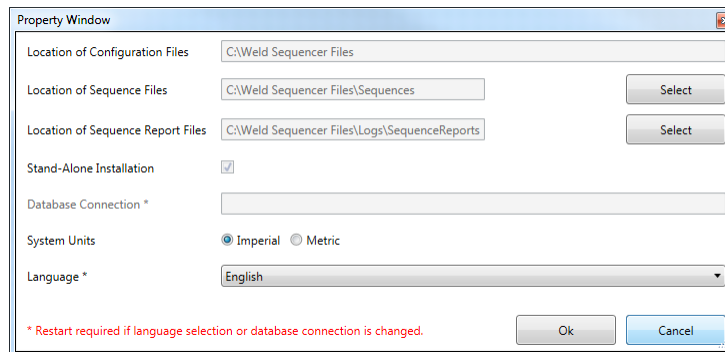 Property Window
Location of Configuration Files C:\Weld Sequencer Files
Location of Sequence Files C:\Weld Sequencer Files\Sequences Select
Location of Sequence Report Files C:\Weld Sequencer Files\Logs\SequenceReports Select
Stand-Alone Installation
Database Connection *
System Units Imperial Metric
Language * English
* Restart required if language selection or database connection is changed. Ok Cancel